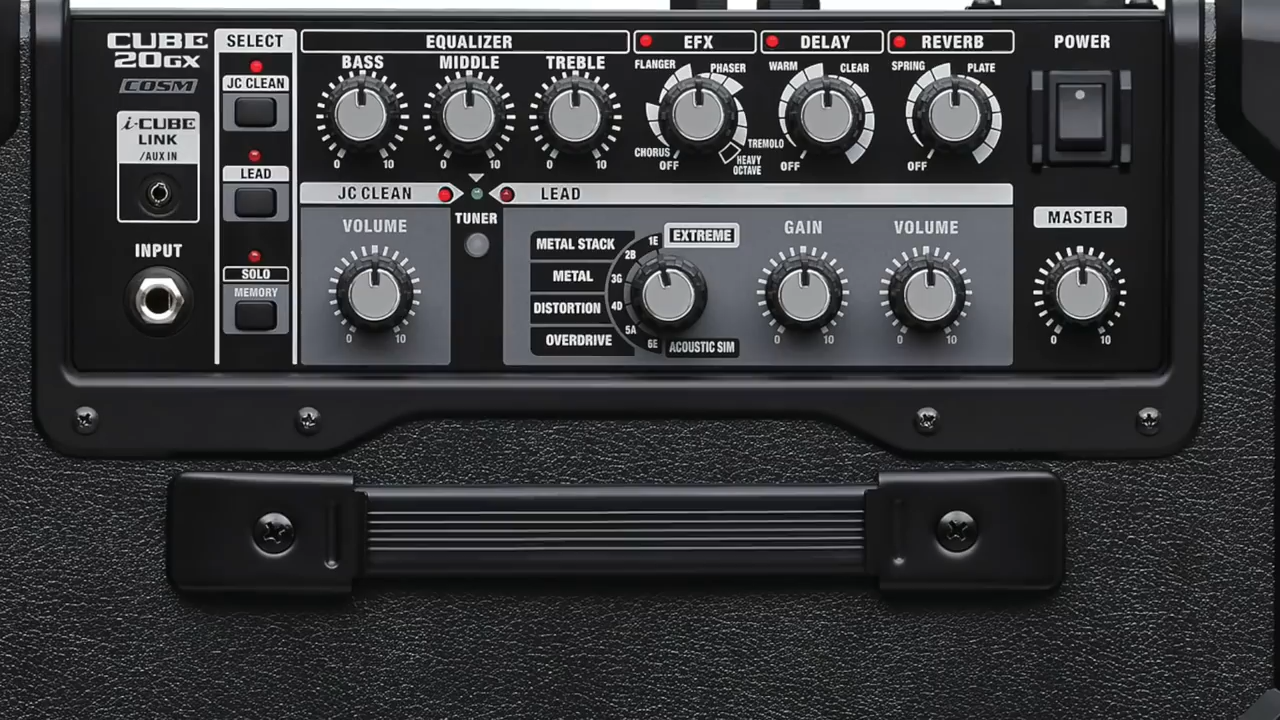 CUBE
20GX
COSM
i-CUBE
LINK
/AUX IN
INPUT
SELECT
JC CLEAN
LEAD
SOLO
MEMORY
EQUALIZER
BASS
MIDDLE
TREBLE
0 10
0 10
0 10
EFX
FLANGER
PHASER
CHORUS
TREMOLO
OFF
HEAVY
OCTAVE
DELAY
WARM
CLEAR
OFF
REVERB
SPRING
PLATE
OFF
POWER
JC CLEAN
VOLUME
0 10
TUNER
LEAD
METAL STACK
METAL
DISTORTION
OVERDRIVE
1E
2B
3G
4D
5A
6E
EXTREME
ACOUSTIC SIM
GAIN
0 10
VOLUME
0 10
MASTER
0 10